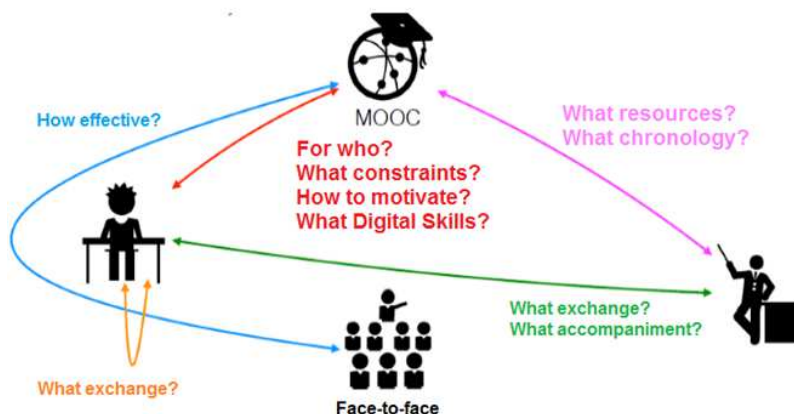 MOOC
How effective?
What resources?
What chronology?
For who?
What constraints?
How to motivate?
What Digital Skills?
What exchange?
What accompaniment?
What exchange?
Face-to-face